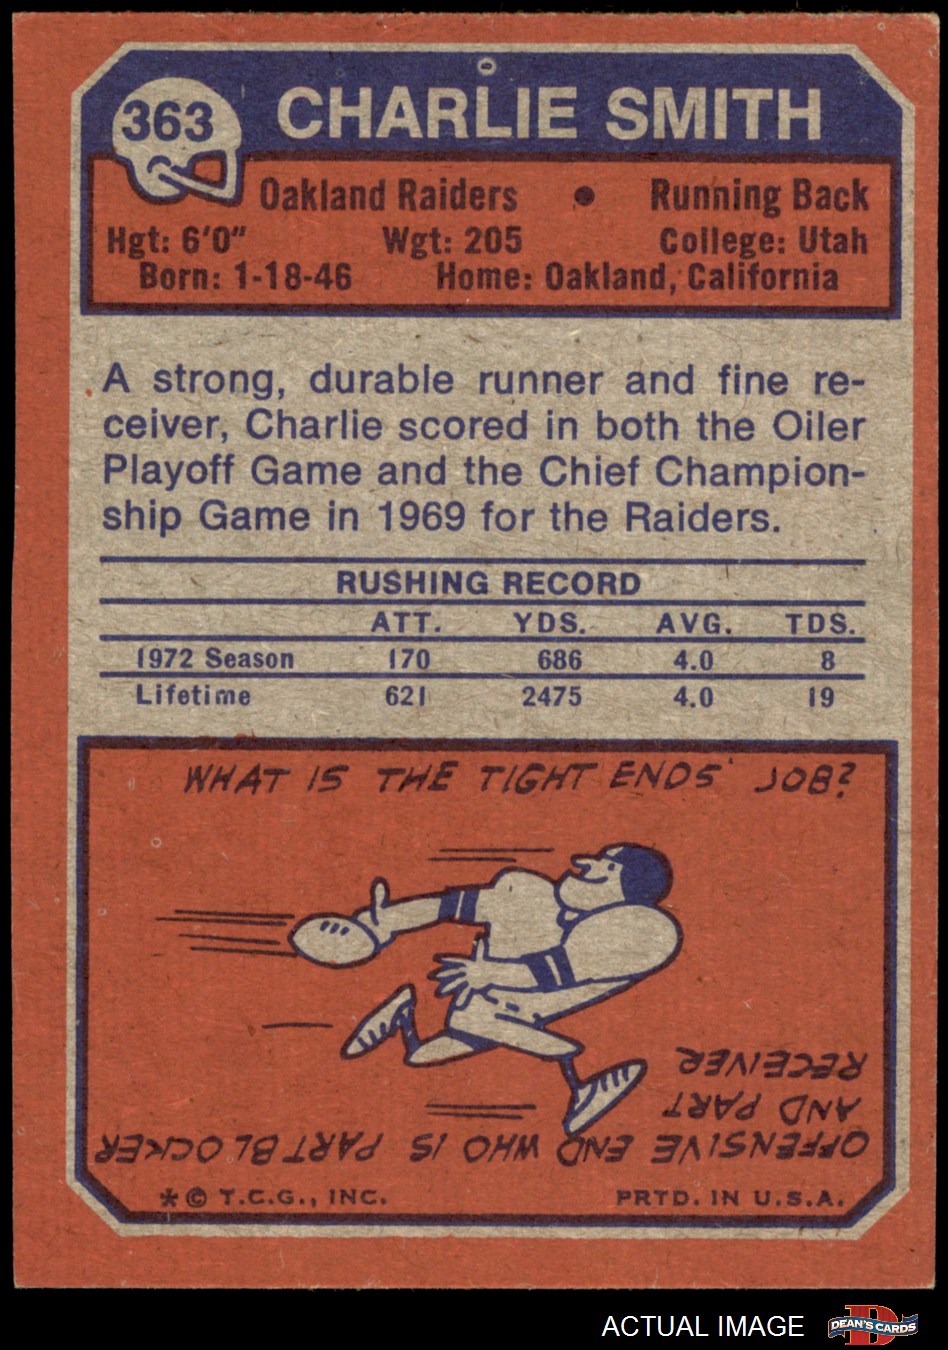 363
CHARLIE SMITH
Oakland Raiders • Running Back
Hgt: 6'0" Wgt: 205 College: Utah
Born: 1-18-46 Home: Oakland, California
A strong, durable runner and fine re-
ceiver, Charlie scored in both the Oiler
Playoff Game and the Chief Champion-
ship Game in 1969 for the Raiders.
RUSHING RECORD
ATT. YDS. AVG. TDS.
1972 Season 170 686 4.0 8
Lifetime 621 2475 4.0 19
WHAT IS THE TIGHT ENDS' JOB?
OFFENSIVE END WHO IS PART BLOCKER
AND PART
RECEIVER
* © T.C.G., INC. PRTD. IN U.S.A.
ACTUAL IMAGE
D
DEAN'S CARDS